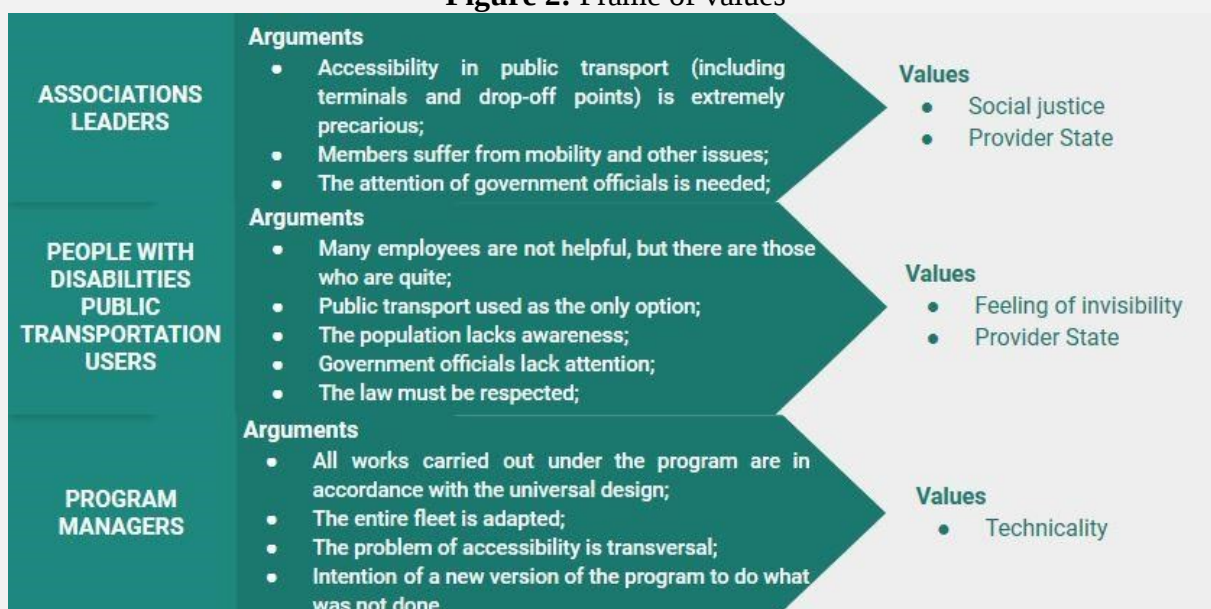 Figure 2: Frame of values
ASSOCIATIONS
LEADERS
Arguments
● Accessibility in public transport (including
terminals and drop-off points) is extremely
precarious;
● Members suffer from mobility and other issues;
● The attention of government officials is needed;
Values
● Social justice
● Provider State
PEOPLE WITH
DISABILITIES
PUBLIC
TRANSPORTATION
USERS
Arguments
● Many employees are not helpful, but there are those
who are quite;
● Public transport used as the only option;
● The population lacks awareness;
● Government officials lack attention;
● The law must be respected;
Values
● Feeling of invisibility
● Provider State
PROGRAM
MANAGERS
Arguments
● All works carried out under the program are in
accordance with the universal design;
● The entire fleet is adapted;
● The problem of accessibility is transversal;
● Intention of a new version of the program to do what
was not done
Values
● Technicality